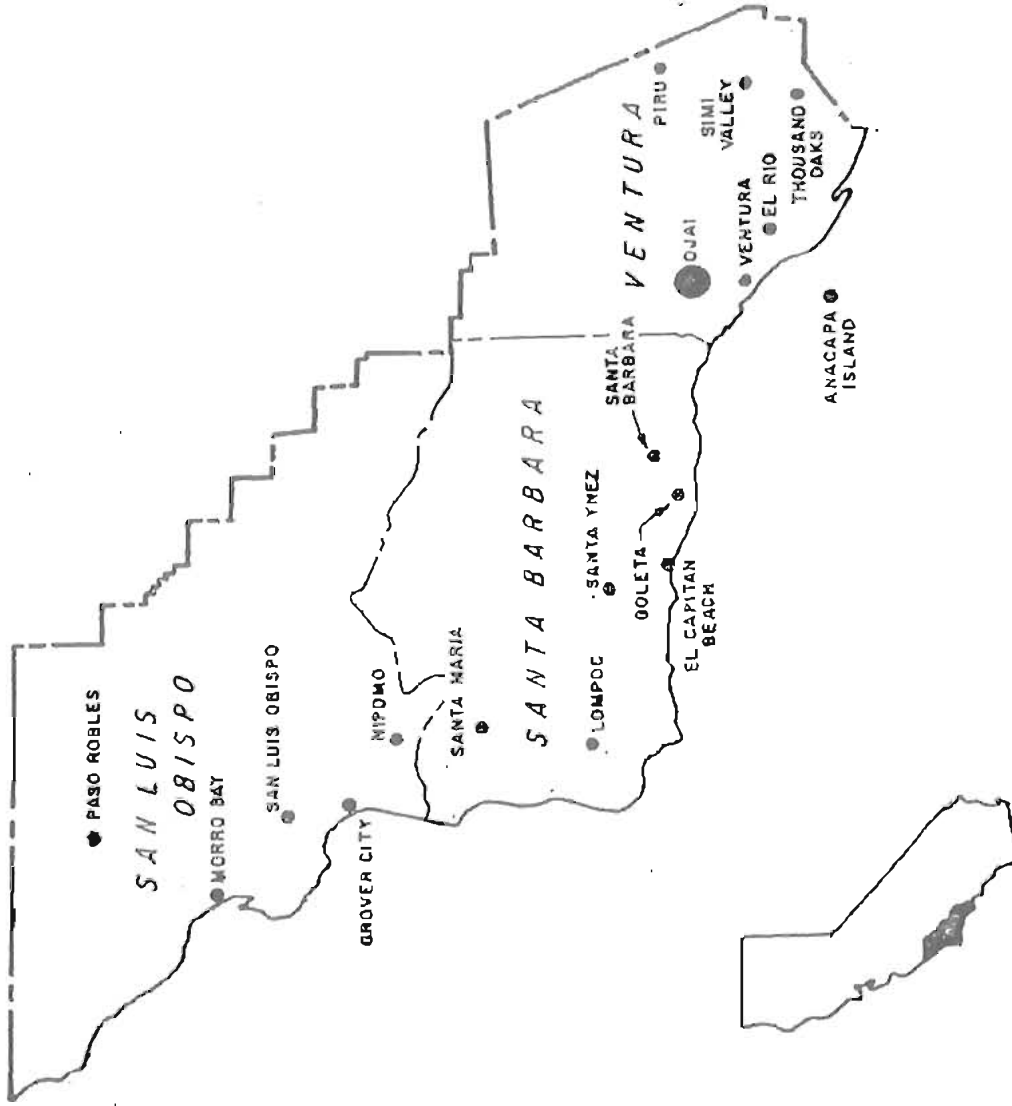 PASO ROBLES
SAN LUIS
OBISPO
MORRO BAY
SAN LUIS OBISPO
GROVER CITY
NIPOMO
SANTA MARIA
SANTA BARBARA
LOMPOC
SANTA YNEZ
GOLETA
EL CAPITAN
BEACH
SANTA
BARBARA
VENTURA
OJAI
PIRU
SIMI
VALLEY
VENTURA
EL RIO
THOUSAND
OAKS
ANACAPA
ISLAND